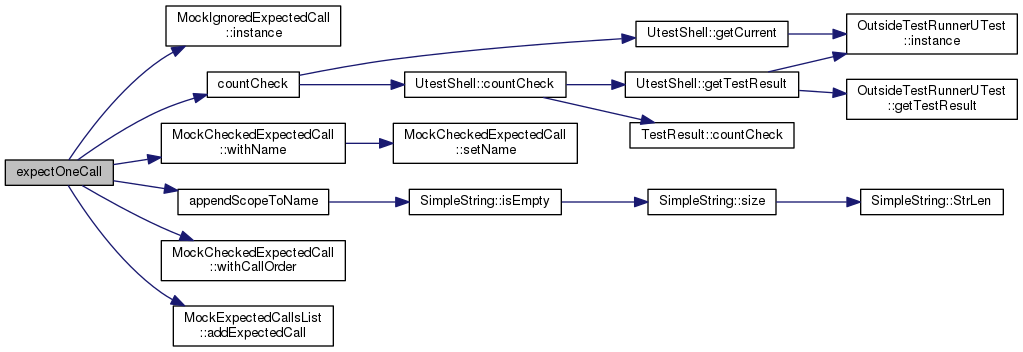 expectOneCall
MockIgnoredExpectedCall
::instance
countCheck
MockCheckedExpectedCall
::withName
appendScopeToName
MockCheckedExpectedCall
::withCallOrder
MockExpectedCallsList
::addExpectedCall
UtestShell::getCurrent
UtestShell::countCheck
MockCheckedExpectedCall
::setName
SimpleString::isEmpty
UtestShell::getTestResult
TestResult::countCheck
SimpleString::size
OutsideTestRunnerUTest
::instance
OutsideTestRunnerUTest
::getTestResult
SimpleString::StrLen